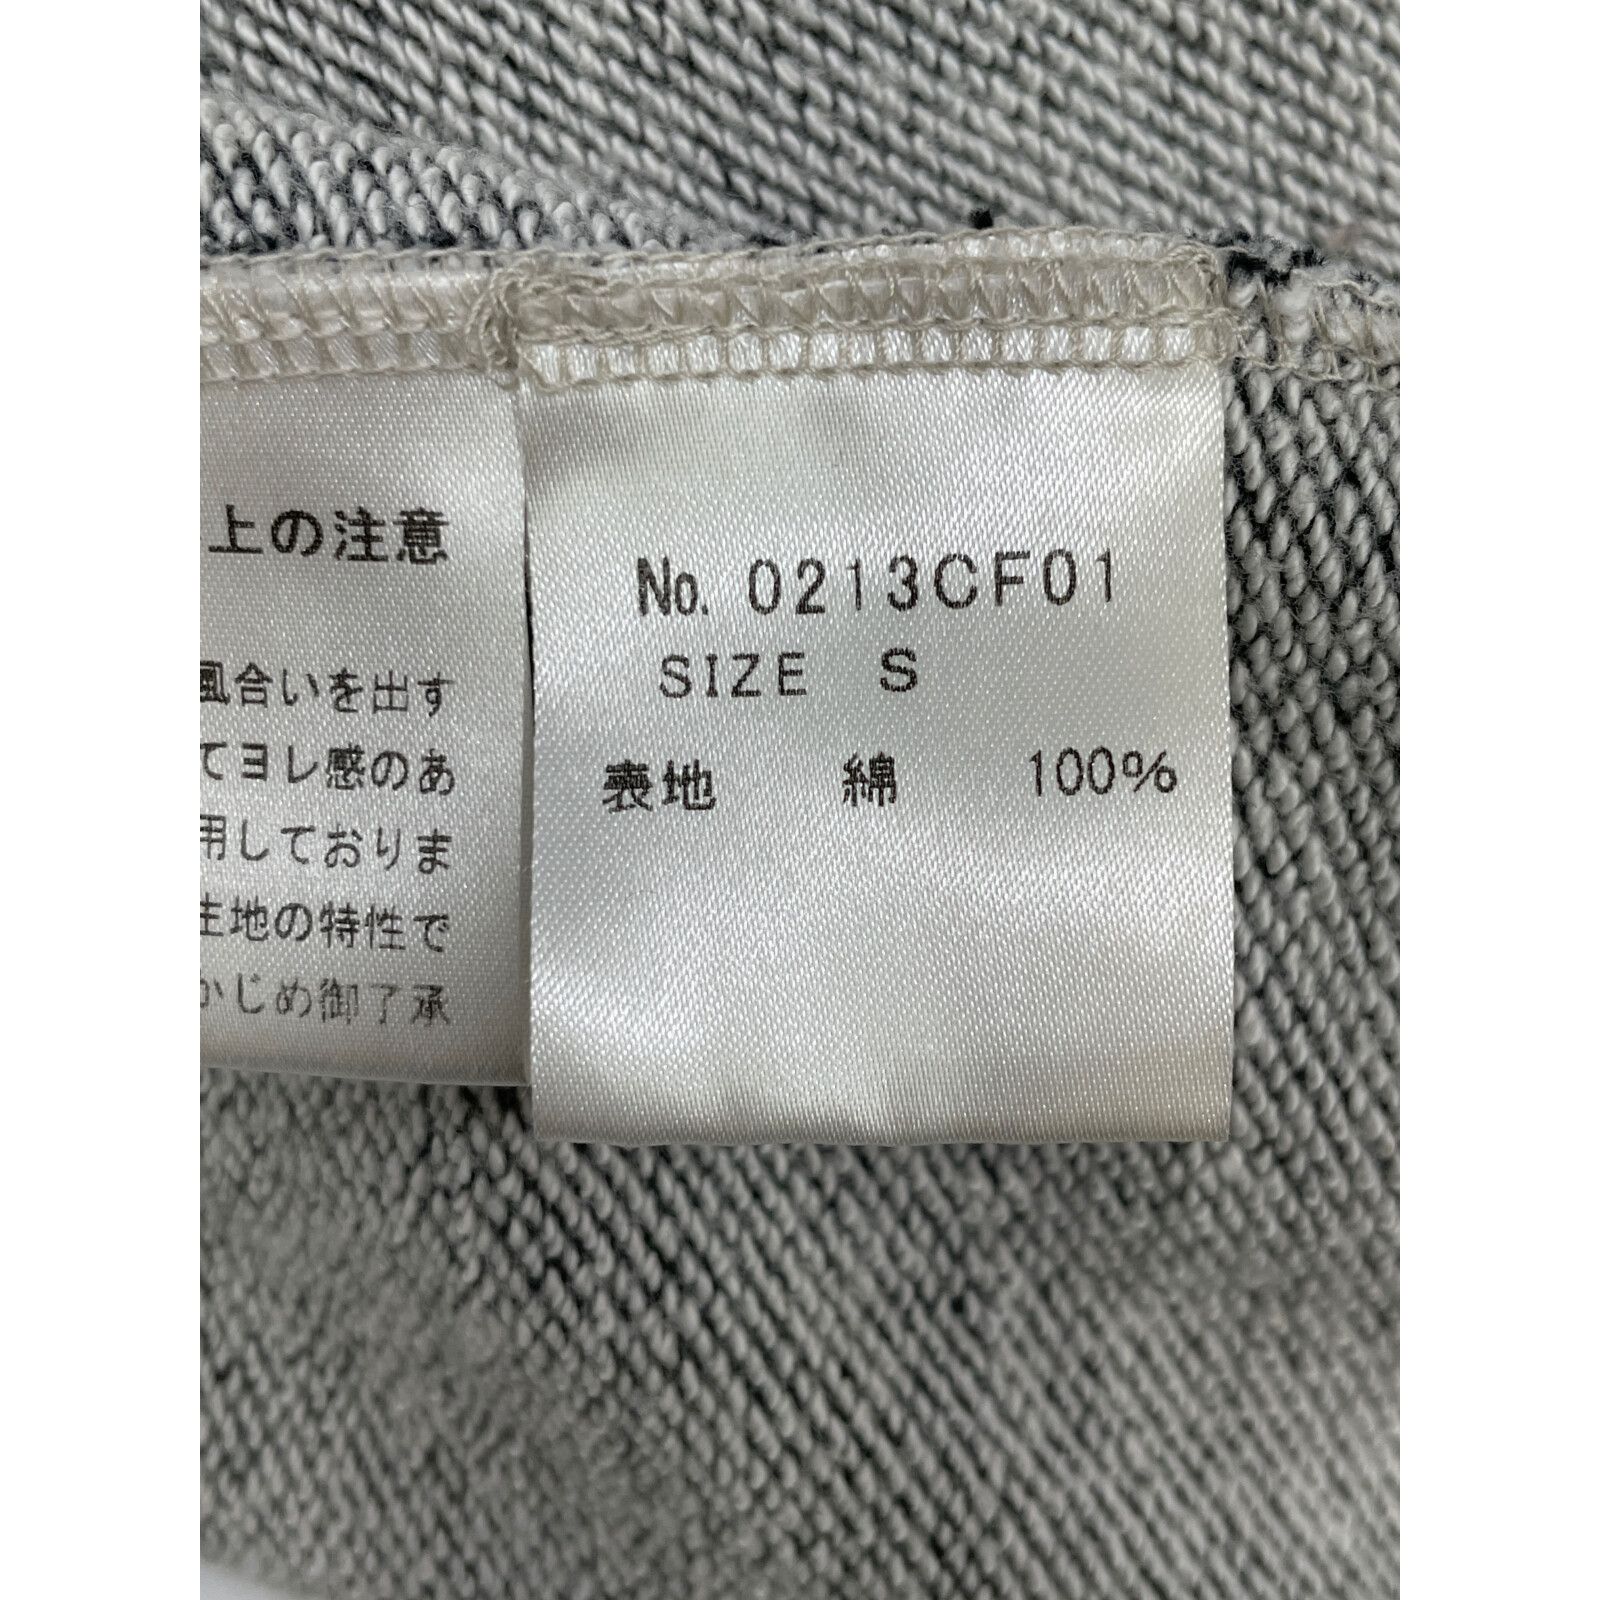 上の注意
風合いを出す
てヨレ感のあ
用しておりま
生地の特性で
かじめ御了承
No. 0213CF01
SIZE S
表地 綿 100%